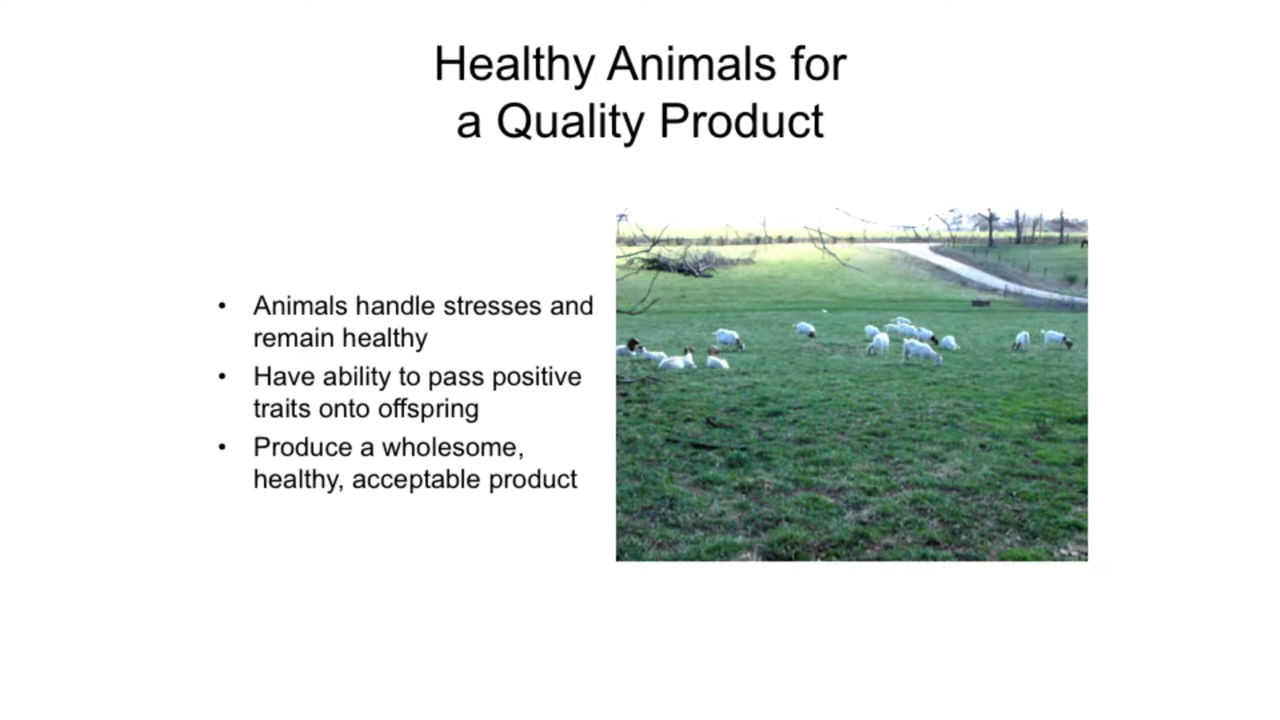 Healthy Animals for
a Quality Product
• Animals handle stresses and
remain healthy
• Have ability to pass positive
traits onto offspring
• Produce a wholesome,
healthy, acceptable product